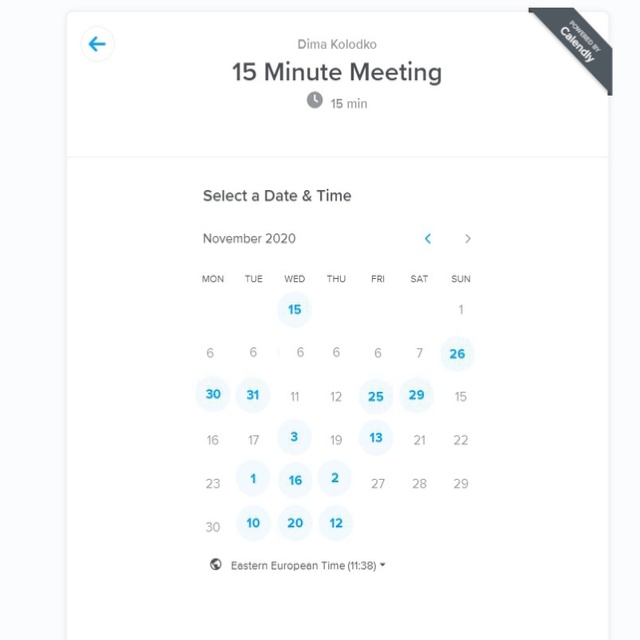 POWERED BY
Calendly
Dima Kolodko
15 Minute Meeting
15 min
Select a Date & Time
November 2020
MON TUE WED THU FRI SAT SUN
15 1
6 6 6 6 6 7 26
30 31 11 12 25 29 15
16 17 3 19 13 21 22
23 1 16 2 27 28 29
30 10 20 12
Eastern European Time (11:38)